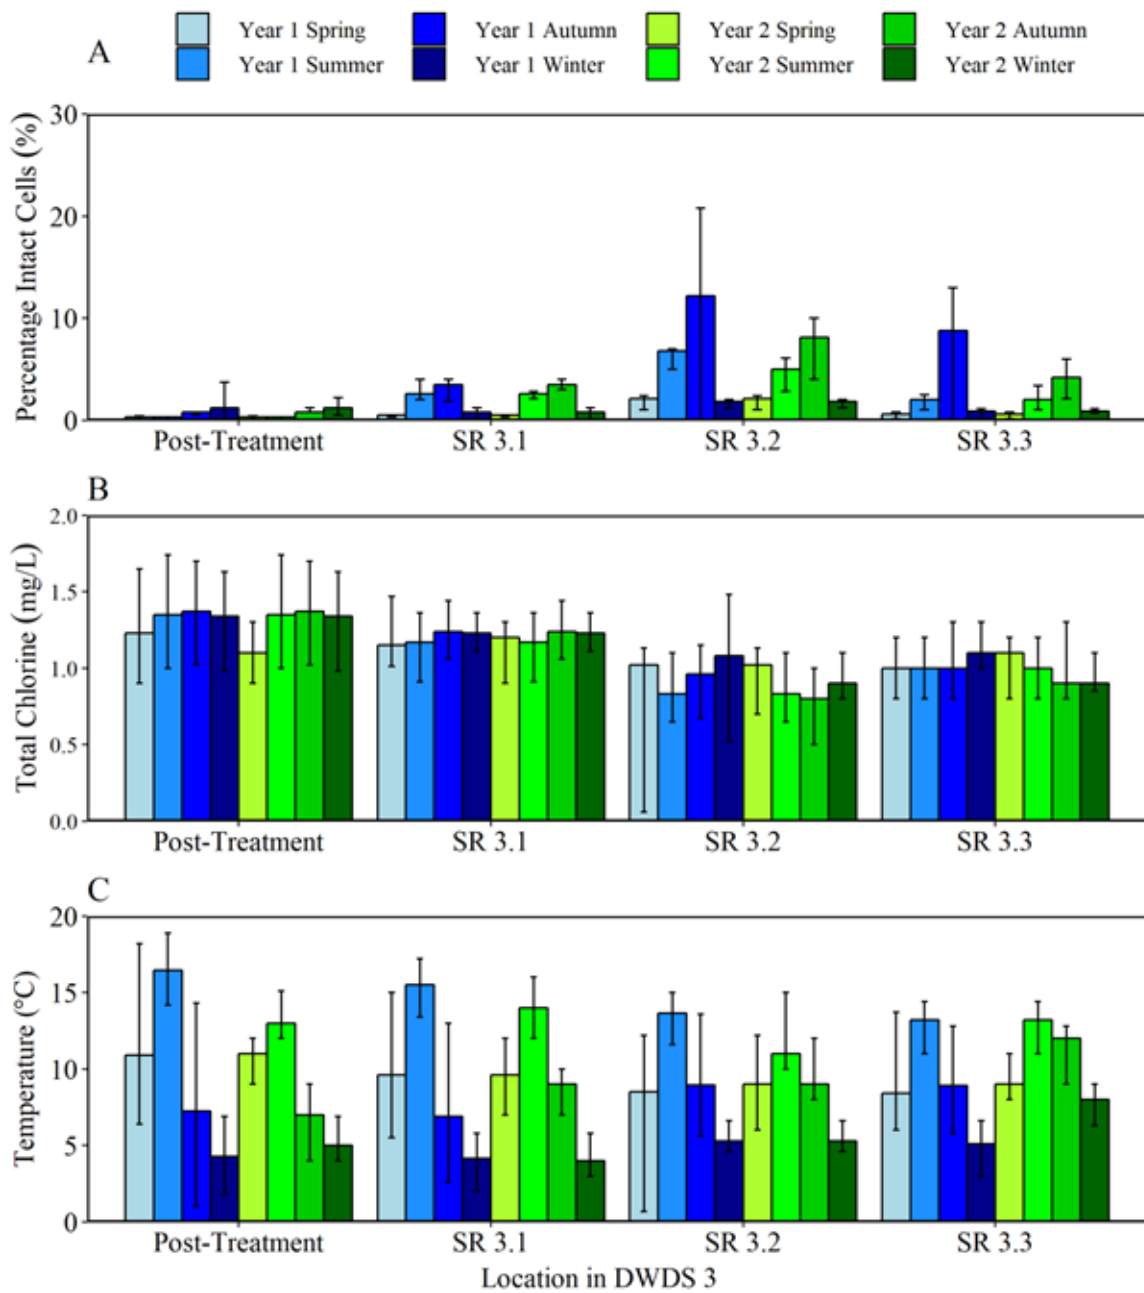 A
Year 1 Spring Year 1 Autumn Year 2 Spring Year 2 Autumn
Year 1 Summer Year 1 Winter Year 2 Summer Year 2 Winter
Percentage Intact Cells (%)
30
20
10
0
Post-Treatment SR 3.1 SR 3.2 SR 3.3
B
Total Chlorine (mg/L)
2.0
1.5
1.0
0.5
0.0
Post-Treatment SR 3.1 SR 3.2 SR 3.3
C
Temperature (°C)
20
15
10
5
0
Post-Treatment SR 3.1 SR 3.2 SR 3.3
Location in DWDS 3